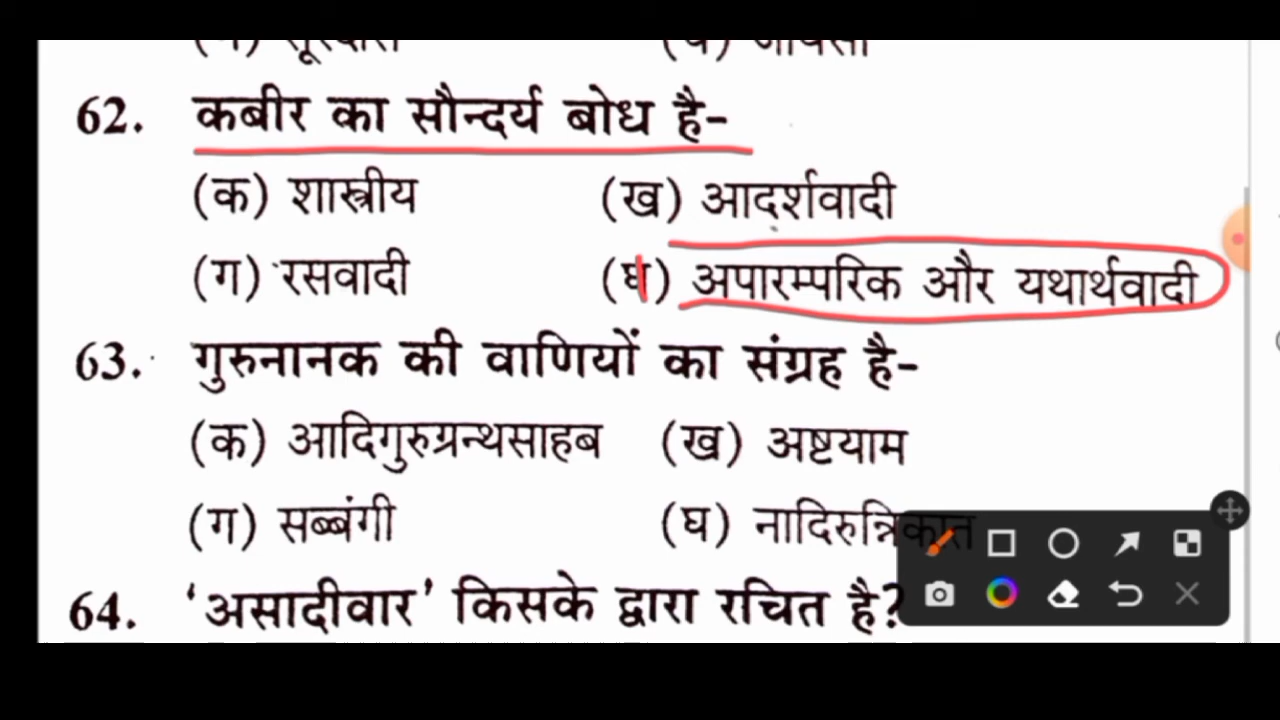 62. कबीर का सौन्दर्य बोध है-
(क) शास्त्रीय (ख) आदर्शवादी
(ग) रसवादी (घ) अपारम्परिक और यथार्थवादी
63. गुरुनानक की वाणियों का संग्रह है-
(क) आदिगुरुग्रन्थसाहब (ख) अष्टयाम
(ग) सब्बंगी (घ)
64. 'असादीवार' किसके द्वारा रचित है?